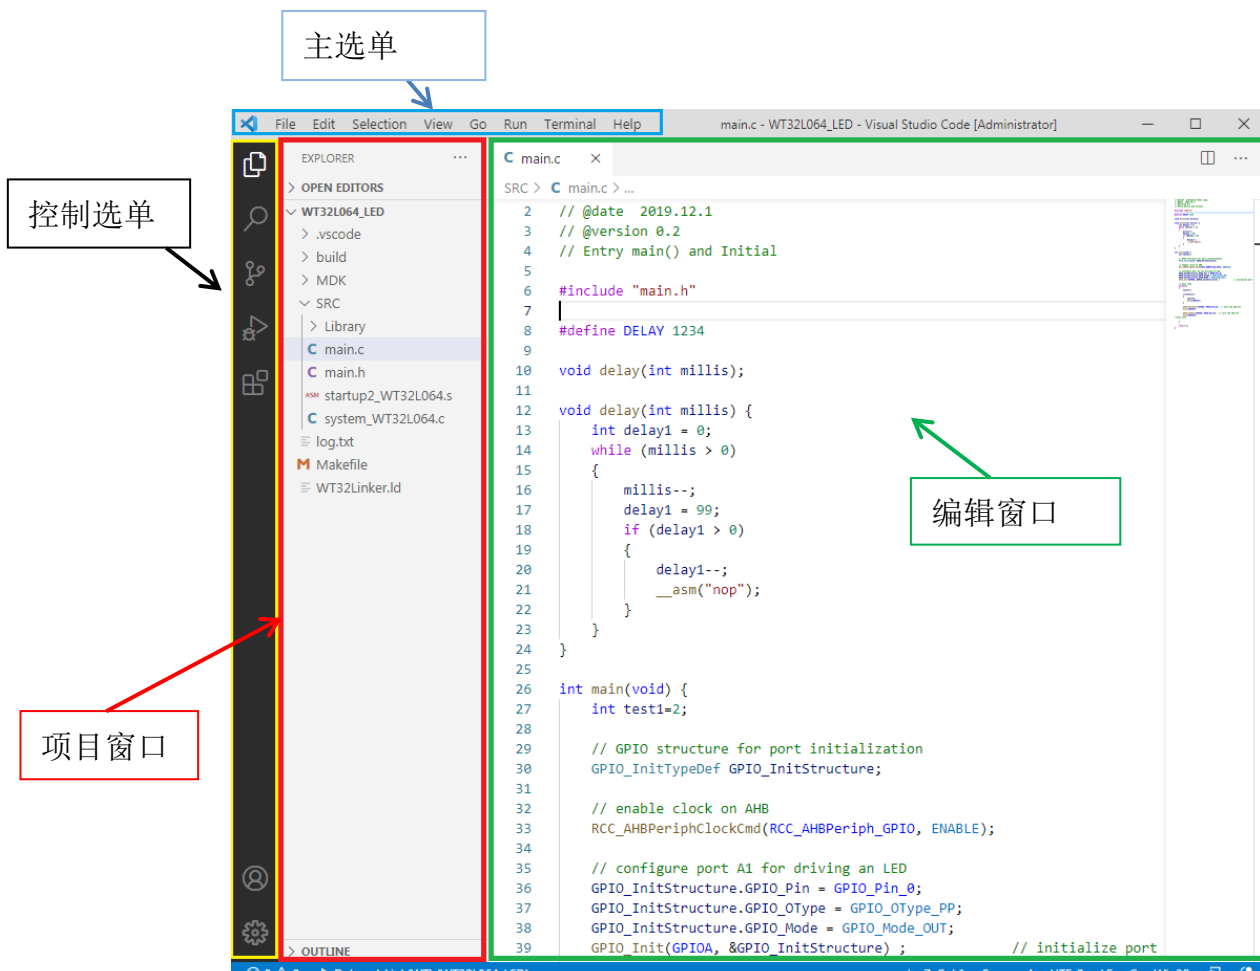 主选单
File Edit Selection View Go Run Terminal Help main.c - WT32L064_LED - Visual Studio Code [Administrator]
控制选单
EXPLORER
OPEN EDITORS
WT32L064_LED
.vscode
build
MDK
SRC
Library
C main.c
C main.h
ASM startup2_WT32L064.s
C system_WT32L064.c
log.txt
M Makefile
WT32Linker.ld
OUTLINE
项目窗口
C main.c
SRC > C main.c > ...
2 // @date 2019.12.1
3 // @version 0.2
4 // Entry main() and Initial
5
6 #include "main.h"
7
8 #define DELAY 1234
9
10 void delay(int millis);
11
12 void delay(int millis) {
13 int delay1 = 0;
14 while (millis > 0)
15 {
16 millis--;
17 delay1 = 99;
18 if (delay1 > 0)
19 {
20 delay1--;
21 __asm("nop");
22 }
23 }
24 }
25
26 int main(void) {
27 int test1=2;
28
29 // GPIO structure for port initialization
30 GPIO_InitTypeDef GPIO_InitStructure;
31
32 // enable clock on AHB
33 RCC_AHBPeriphClockCmd(RCC_AHBPeriph_GPIO, ENABLE);
34
35 // configure port A1 for driving an LED
36 GPIO_InitStructure.GPIO_Pin = GPIO_Pin_0;
37 GPIO_InitStructure.GPIO_OType = GPIO_OType_PP;
38 GPIO_InitStructure.GPIO_Mode = GPIO_Mode_OUT;
39 GPIO_Init(GPIOA, &GPIO_InitStructure) ; // initialize port
编辑窗口